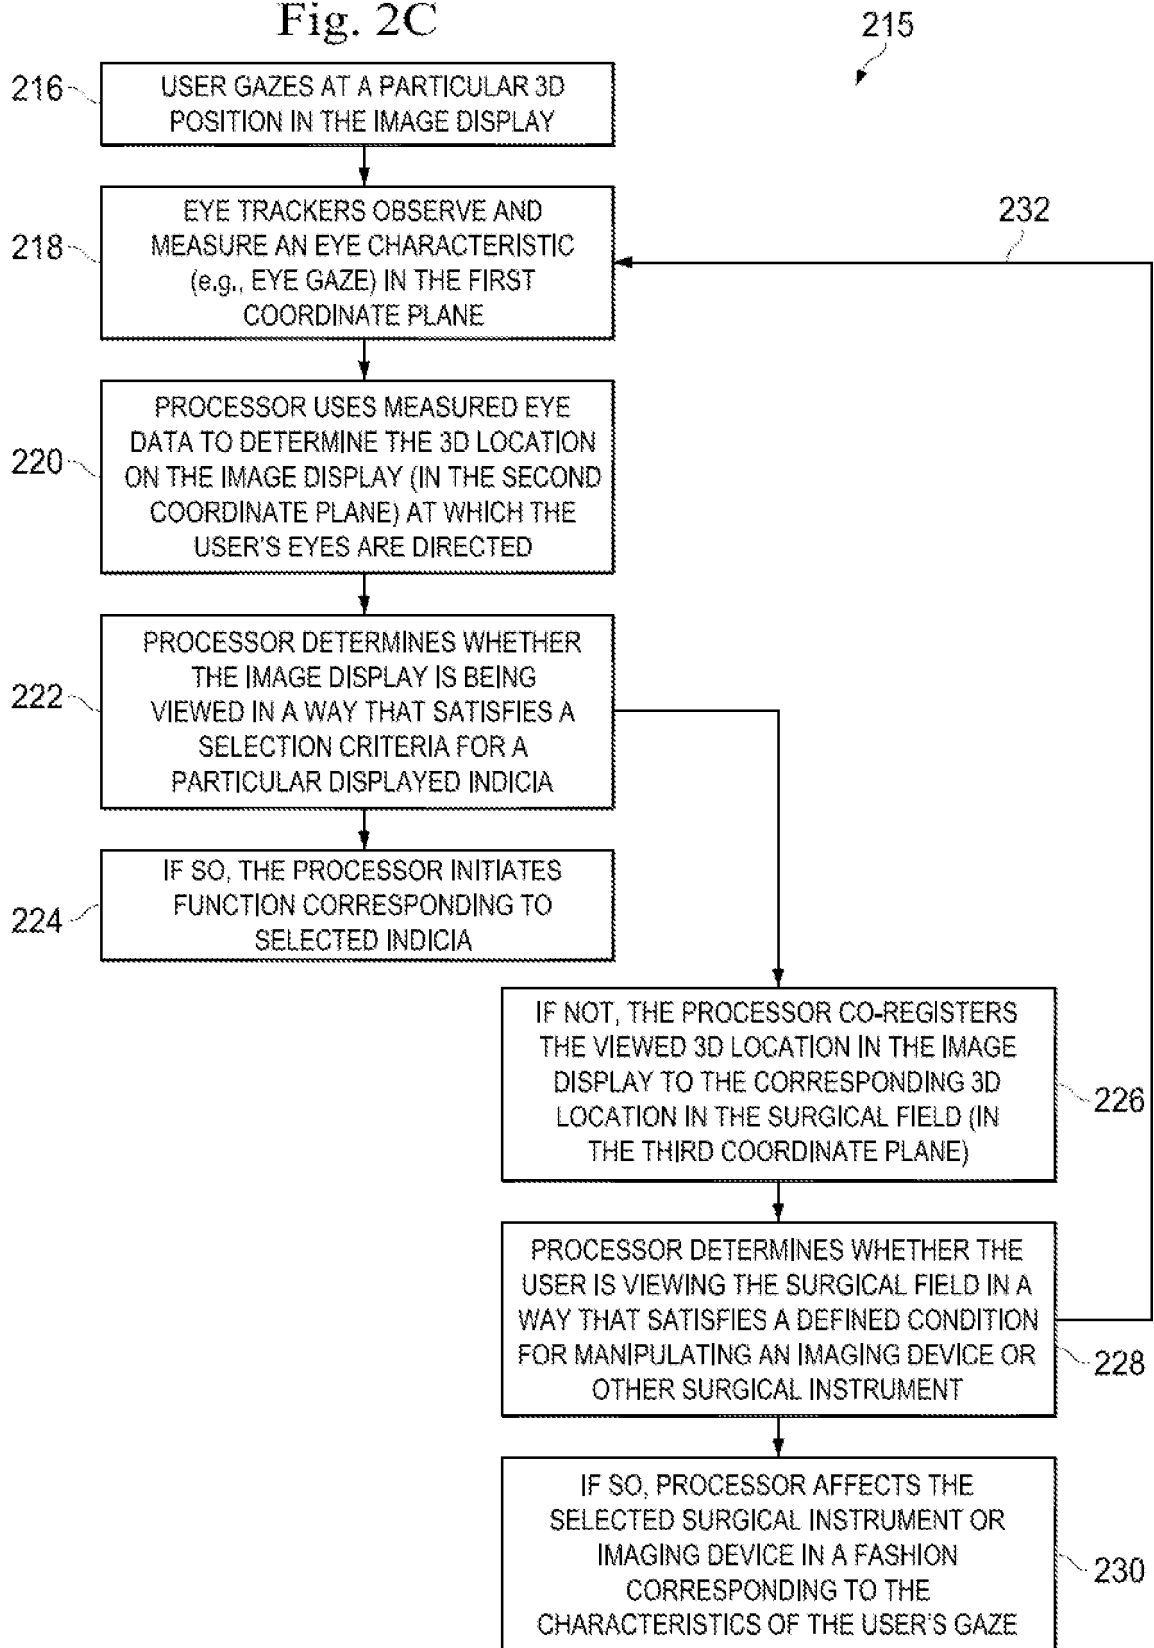 Fig. 2C
215
216
USER GAZES AT A PARTICULAR 3D
POSITION IN THE IMAGE DISPLAY
218
EYE TRACKERS OBSERVE AND
MEASURE AN EYE CHARACTERISTIC
(e.g., EYE GAZE) IN THE FIRST
COORDINATE PLANE
232
220
PROCESSOR USES MEASURED EYE
DATA TO DETERMINE THE 3D LOCATION
ON THE IMAGE DISPLAY (IN THE SECOND
COORDINATE PLANE) AT WHICH THE
USER'S EYES ARE DIRECTED
222
PROCESSOR DETERMINES WHETHER
THE IMAGE DISPLAY IS BEING
VIEWED IN A WAY THAT SATISFIES A
SELECTION CRITERIA FOR A
PARTICULAR DISPLAYED INDICIA
224
IF SO, THE PROCESSOR INITIATES
FUNCTION CORRESPONDING TO
SELECTED INDICIA
IF NOT, THE PROCESSOR CO-REGISTERS
THE VIEWED 3D LOCATION IN THE IMAGE
DISPLAY TO THE CORRESPONDING 3D
LOCATION IN THE SURGICAL FIELD (IN
THE THIRD COORDINATE PLANE)
226
PROCESSOR DETERMINES WHETHER THE
USER IS VIEWING THE SURGICAL FIELD IN A
WAY THAT SATISFIES A DEFINED CONDITION
FOR MANIPULATING AN IMAGING DEVICE OR
OTHER SURGICAL INSTRUMENT
228
IF SO, PROCESSOR AFFECTS THE
SELECTED SURGICAL INSTRUMENT OR
IMAGING DEVICE IN A FASHION
CORRESPONDING TO THE
CHARACTERISTICS OF THE USER'S GAZE
230